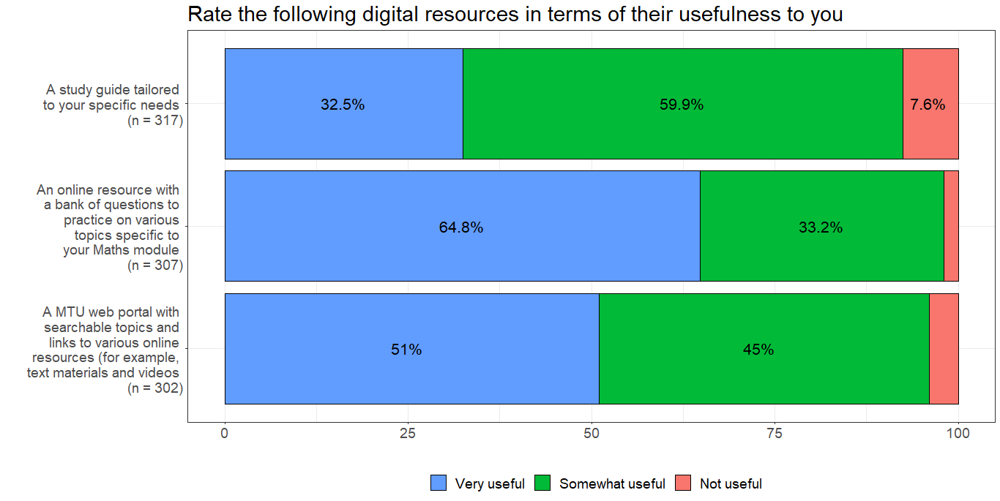 Rate the following digital resources in terms of their usefulness to you
A study guide tailored
to your specific needs
(n = 317)
32.5%
59.9%
7.6%
An online resource with
a bank of questions to
practice on various
topics specific to
your Maths module
(n = 307)
64.8%
33.2%
A MTU web portal with
searchable topics and
links to various online
resources (for example,
text materials and videos
(n = 302)
51%
45%
0
25
50
75
100
Very useful
Somewhat useful
Not useful